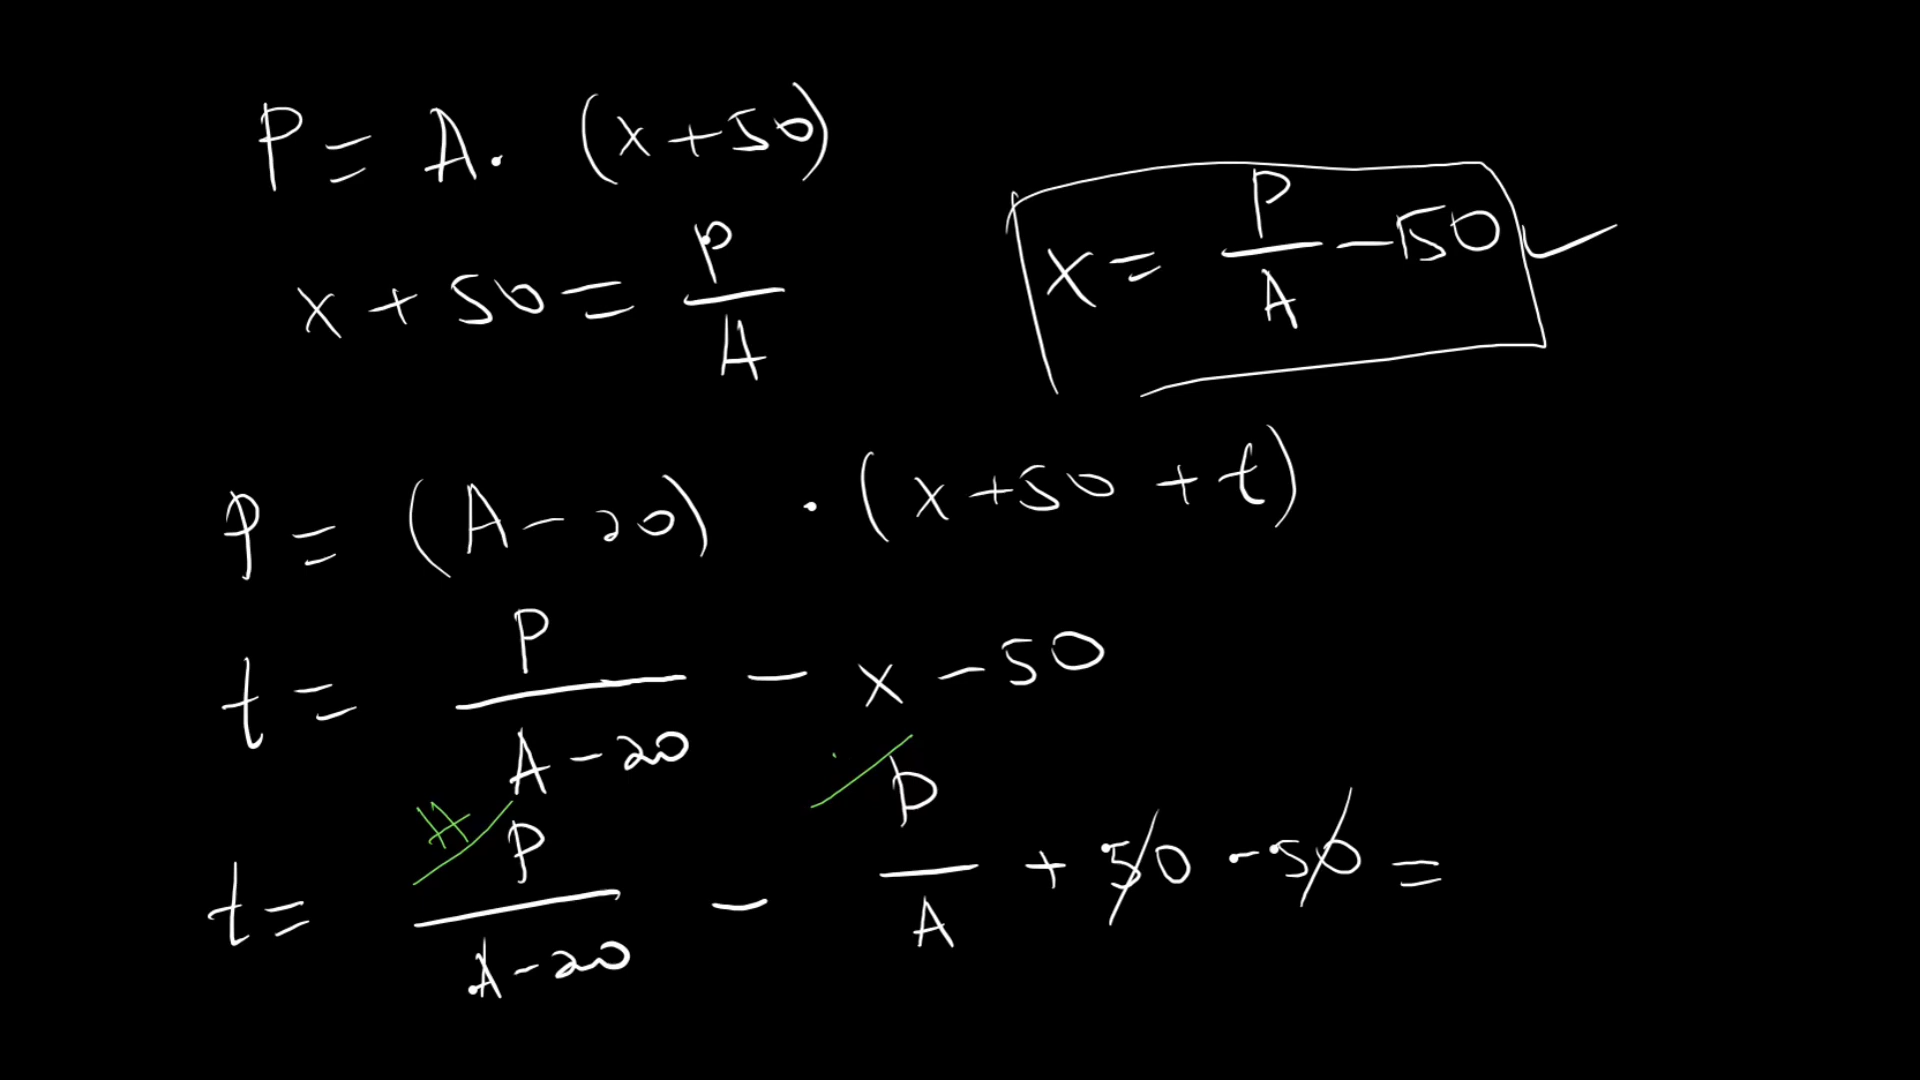 P = A · (x + 50)
x + 50 = P/A
x = P/A - 50 ✓
P = (A - 20) · (x + 50 + t)
t = P/(A - 20) - x - 50
A
t = P/(A - 20) - P/A + 50 - 50 =